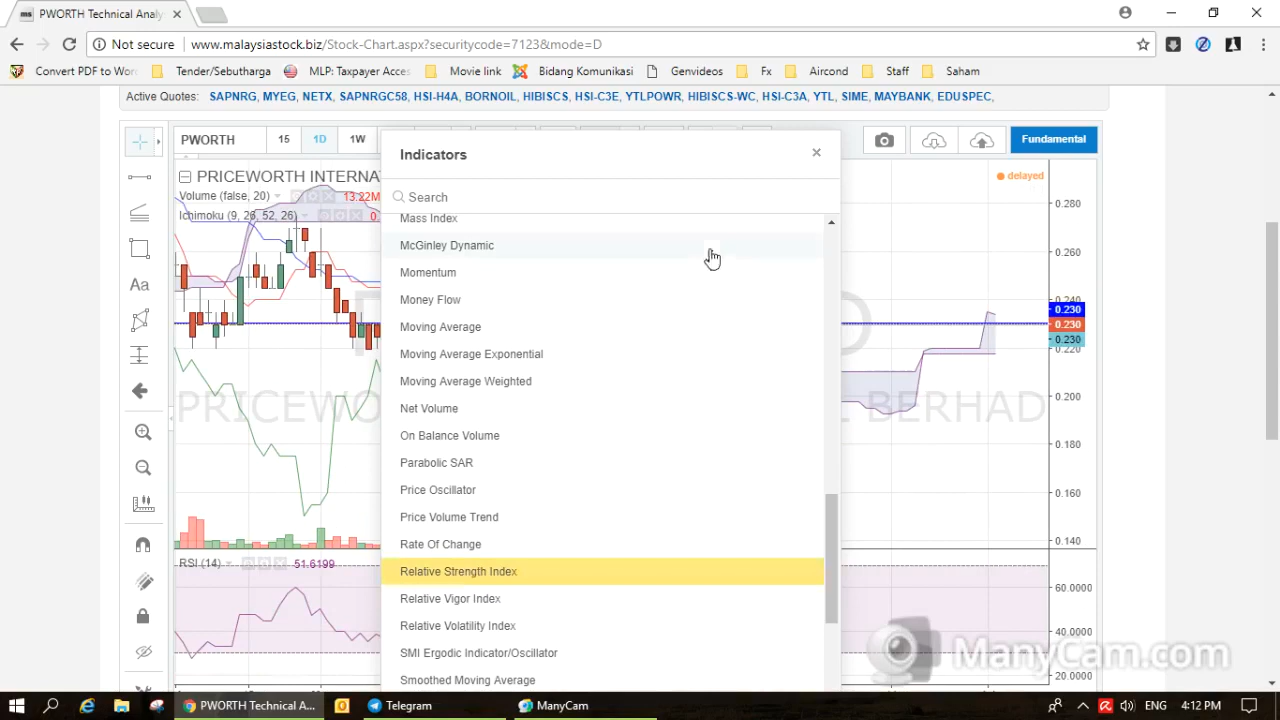 PWORTH Technical Analy
Not secure
www.malaysiastock.biz/Stock-Chart.aspx?securitycode=7123&mode=D
Convert PDF to Wor
Tender/Sebutharga
MLP: Taxpayer Acces
Movie link
Bidang Komunikasi
Genvideos
Fx
Aircond
Staff
Saham
Active Quotes: SAPNRG, MYEG, NETX, SAPNRGC58, HSI-H4A, BORNOIL, HIBISCS, HSI-C3E, YTLPOWR, HIBISCS-WC, HSI-C3A, YTL, SIME, MAYBANK, EDUSPEC,
PWORTH 15 1D 1W
Fundamental
Indicators
PRICEWORTH INTERNA
delayed
Volume (false, 20) 13.22M
Search
Ichimoku (9, 26, 52, 26) 0
Mass Index
McGinley Dynamic
Momentum
Money Flow
Moving Average
Moving Average Exponential
Moving Average Weighted
Net Volume
On Balance Volume
Parabolic SAR
Price Oscillator
Price Volume Trend
Rate Of Change
Relative Strength Index
Relative Vigor Index
Relative Volatility Index
SMI Ergodic Indicator/Oscillator
Smoothed Moving Average
Aa
PRICEWO
BERHAD
0.280
0.260
0.240
0.230
0.230
0.230
0.220
0.200
0.180
0.160
0.140
RSI (14) 51.6199
60.0000
40.0000
20.0000
ManyCam.com
PWORTH Technical A...
Telegram
ManyCam
ENG
4:12 PM